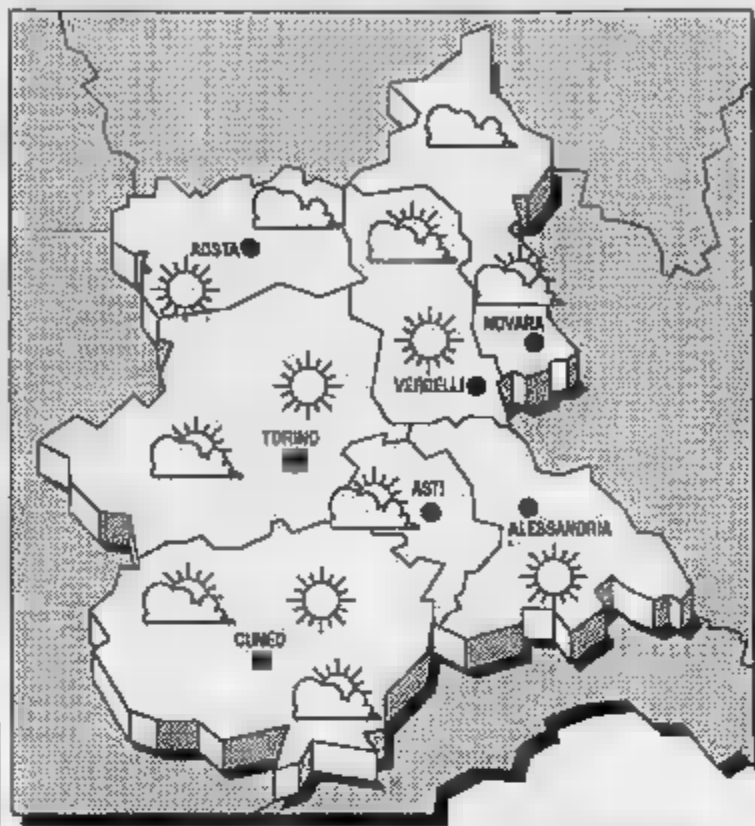 AOSTA
NOVARA
VERCELLI
TORINO
ASTI
ALESSANDRIA
CUNEO